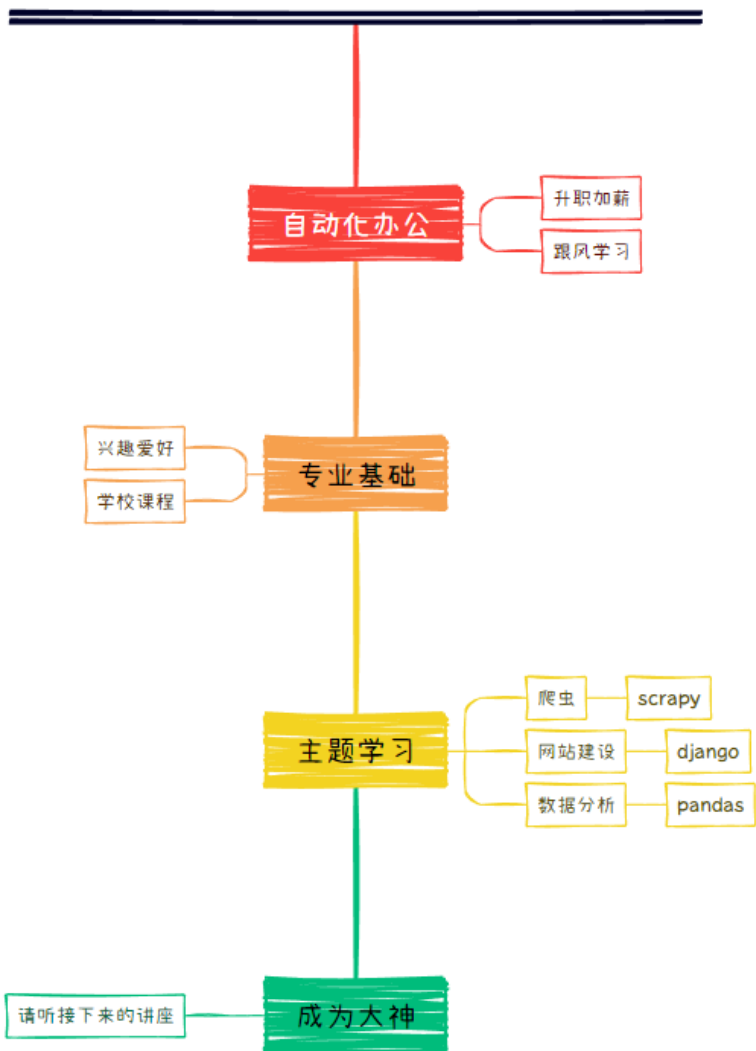 自动化办公
升职加薪
跟风学习
专业基础
兴趣爱好
学校课程
主题学习
爬虫
scrapy
网站建设
django
数据分析
pandas
成为大神
请听接下来的讲座